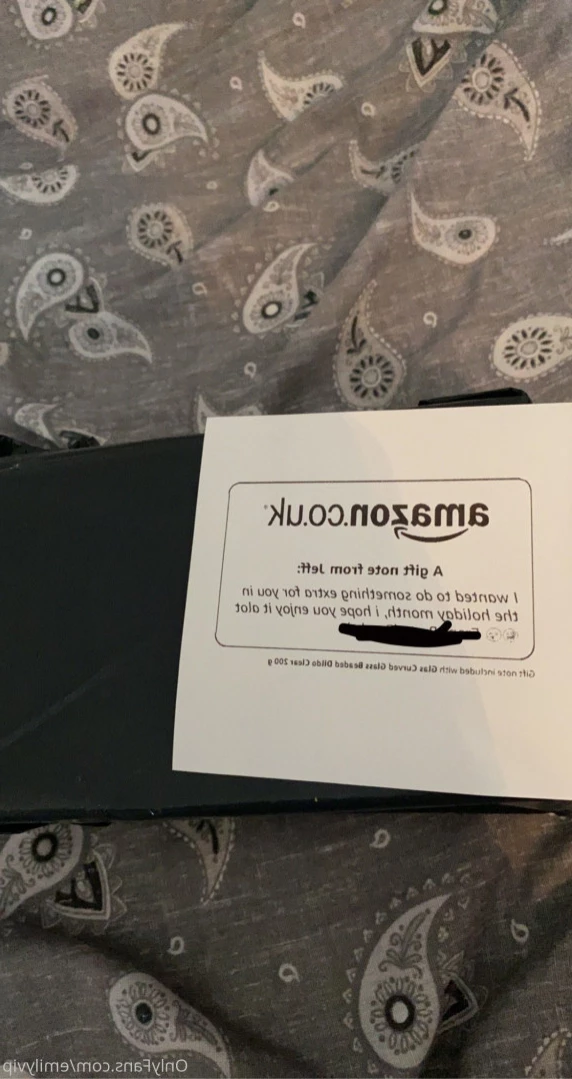 amazon.co.uk
A gift note from Jeff:
I wanted to do something extra for you in
the holiday month, i hope you enjoy it alot
Gift note included with Glas Curved Glass Beaded Dildo Clear 200 g
OnlyFans.com/emilyvip